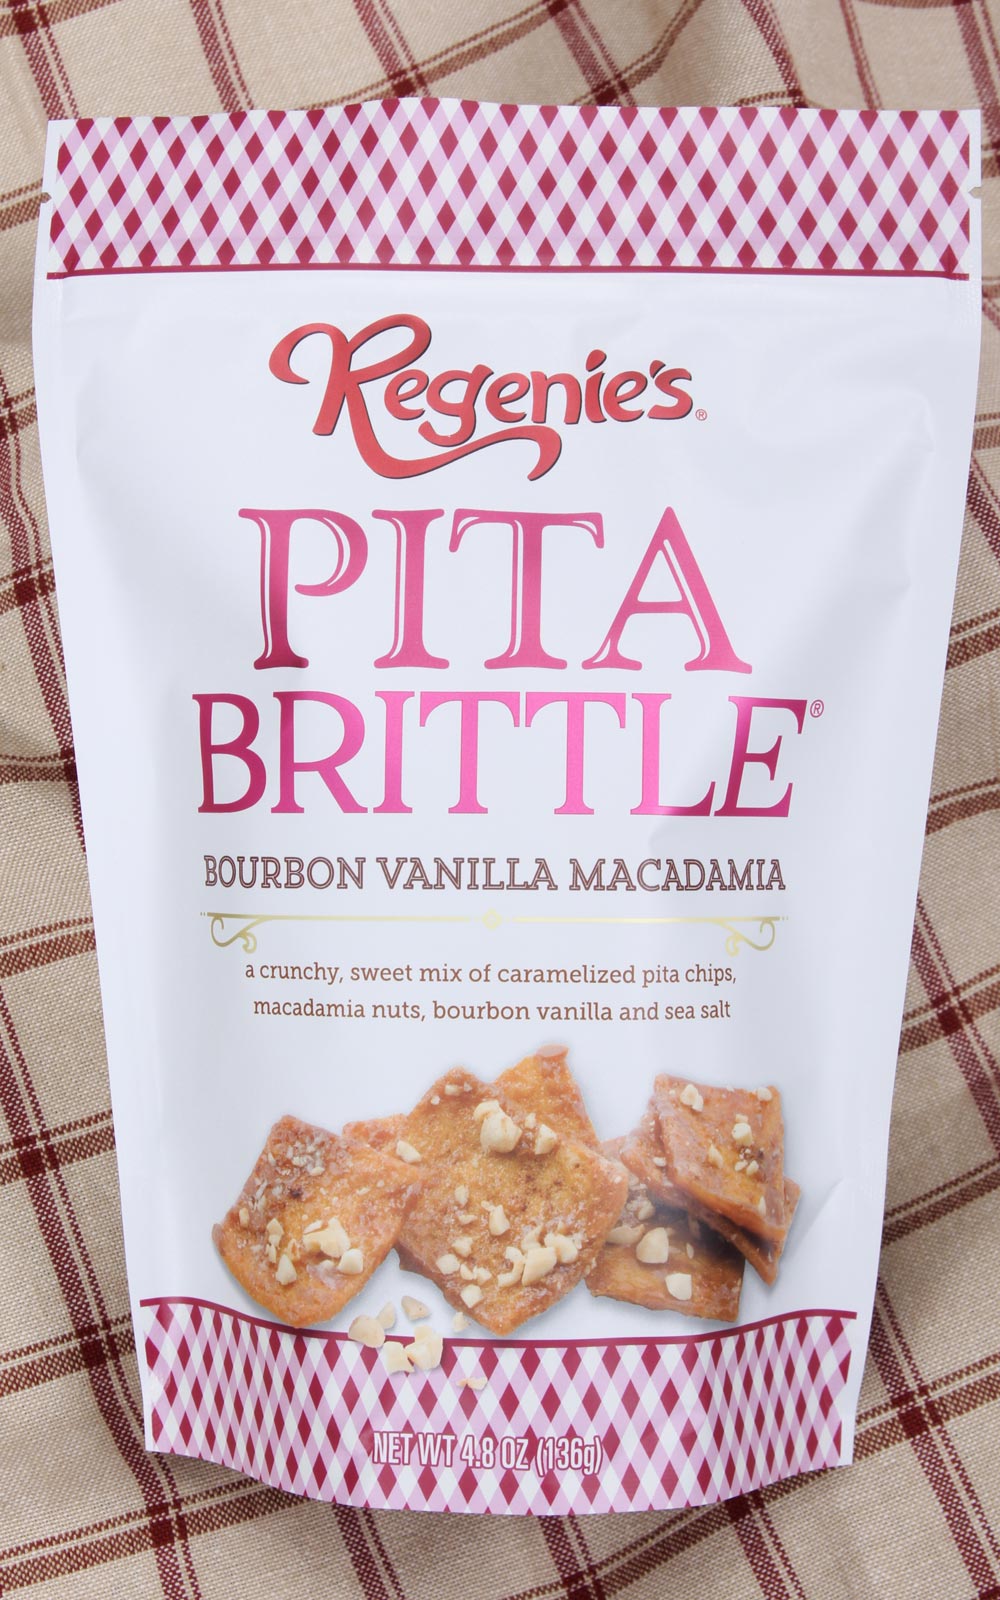 Regenie's®
PITA
BRITTLE®
BOURBON VANILLA MACADAMIA
a crunchy, sweet mix of caramelized pita chips,
macadamia nuts, bourbon vanilla and sea salt
NET WT 4.8 OZ (136g)